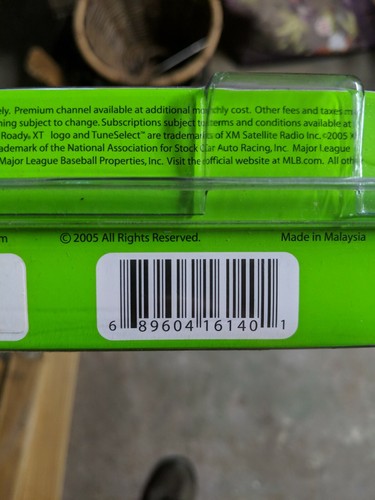 ely. Premium channel available at additional monthly cost. Other fees and taxes m
ning subject to change. Subscriptions subject to terms and conditions available at
Roady, XT logo and TuneSelect™ are trademarks of XM Satellite Radio Inc. ©2005 X
ademark of the National Association for Stock Car Auto Racing, Inc. Major League
Major League Baseball Properties, Inc. Visit the official website at MLB.com. All othe
m © 2005 All Rights Reserved. Made in Malaysia
6 89604 16140 1